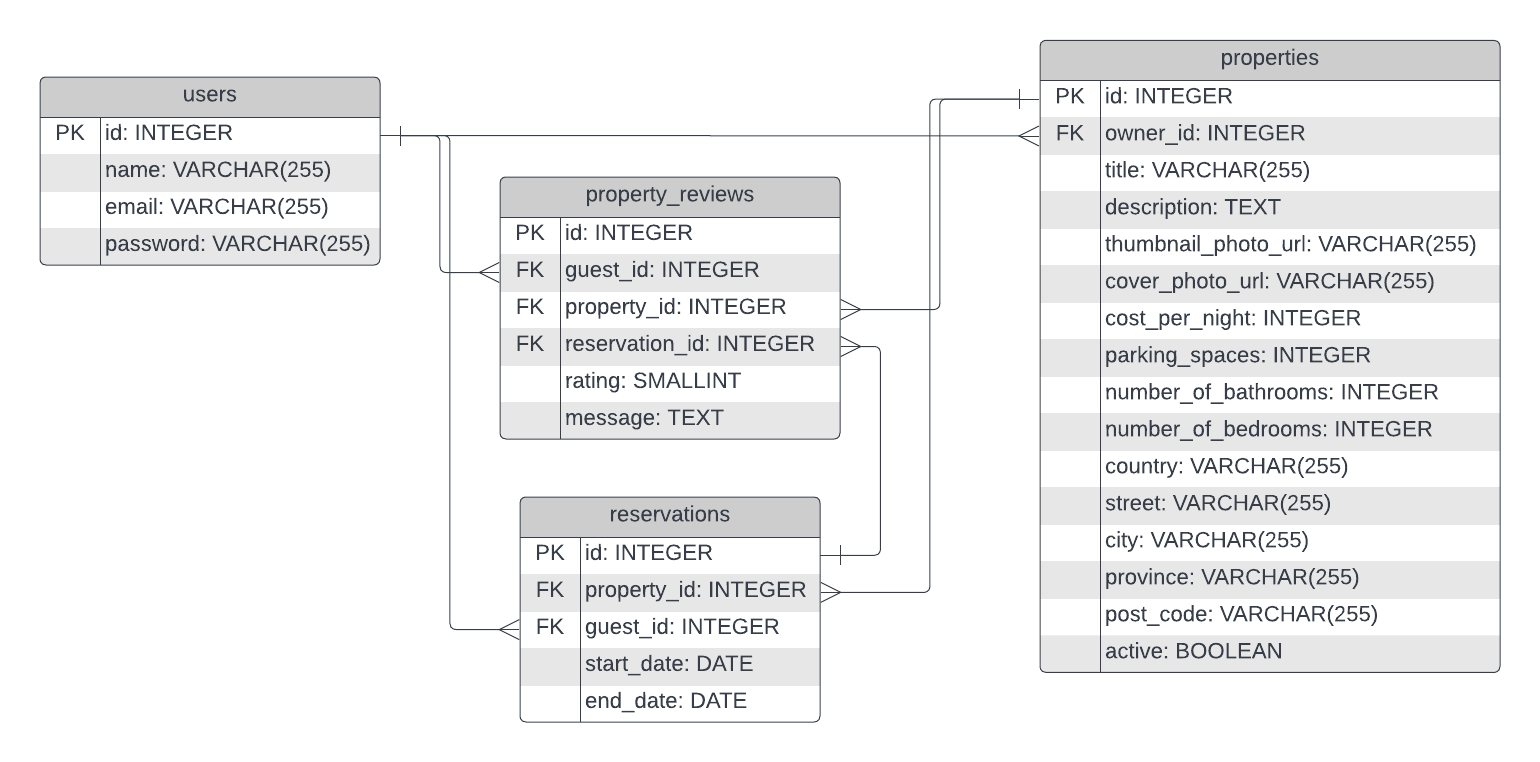 users
PK id: INTEGER
name: VARCHAR(255)
email: VARCHAR(255)
password: VARCHAR(255)
property_reviews
PK id: INTEGER
FK guest_id: INTEGER
FK property_id: INTEGER
FK reservation_id: INTEGER
rating: SMALLINT
message: TEXT
reservations
PK id: INTEGER
FK property_id: INTEGER
FK guest_id: INTEGER
start_date: DATE
end_date: DATE
properties
PK id: INTEGER
FK owner_id: INTEGER
title: VARCHAR(255)
description: TEXT
thumbnail_photo_url: VARCHAR(255)
cover_photo_url: VARCHAR(255)
cost_per_night: INTEGER
parking_spaces: INTEGER
number_of_bathrooms: INTEGER
number_of_bedrooms: INTEGER
country: VARCHAR(255)
street: VARCHAR(255)
city: VARCHAR(255)
province: VARCHAR(255)
post_code: VARCHAR(255)
active: BOOLEAN